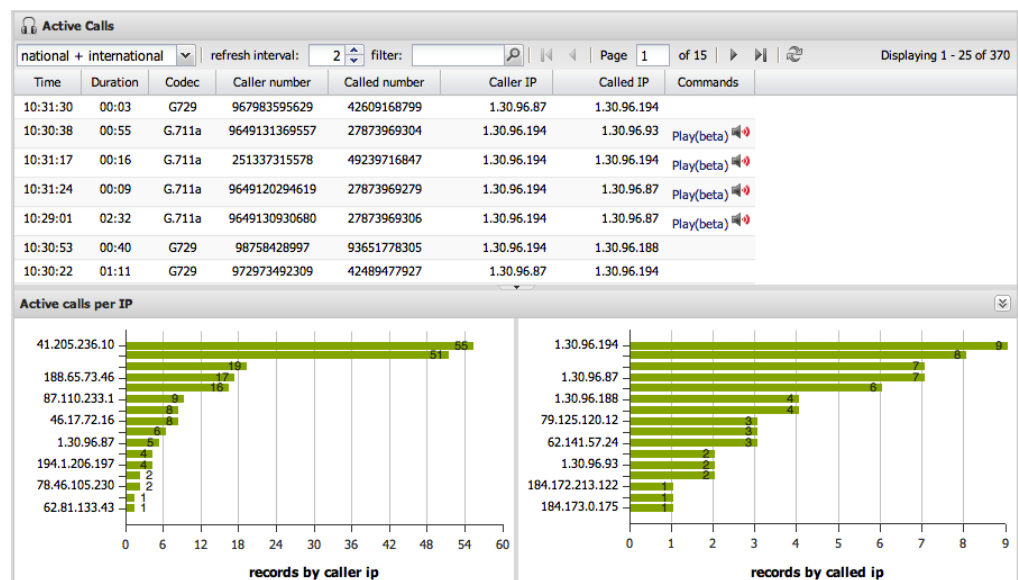 Active Calls
national + international refresh interval: 2 filter: Page 1 of 15 Displaying 1 - 25 of 370
Time Duration Codec Caller number Called number Caller IP Called IP Commands
10:31:30 00:03 G729 967983595629 42609168799 1.30.96.87 1.30.96.194
10:30:38 00:55 G.711a 9649131369557 27873969304 1.30.96.194 1.30.96.93 Play(beta)
10:31:17 00:16 G.711a 251337315578 49239716847 1.30.96.194 1.30.96.194 Play(beta)
10:31:24 00:09 G.711a 9649120294619 27873969279 1.30.96.194 1.30.96.87 Play(beta)
10:29:01 02:32 G.711a 9649130930680 27873969306 1.30.96.194 1.30.96.87 Play(beta)
10:30:53 00:40 G729 98758428997 93651778305 1.30.96.194 1.30.96.188
10:30:22 01:11 G729 972973492309 42489477927 1.30.96.87 1.30.96.194
Active calls per IP
41.205.236.10 55
51
19
188.65.73.46 17
16
87.110.233.1 9
8
46.17.72.16 8
6
1.30.96.87 5
4
194.1.206.197 4
2
78.46.105.230 2
1
62.81.133.43 1
0 6 12 18 24 30 36 42 48 54 60
records by caller ip
1.30.96.194 9
8
7
1.30.96.87 7
6
1.30.96.188 4
4
79.125.120.12 3
3
62.141.57.24 3
2
1.30.96.93 2
2
184.172.213.122 1
1
184.173.0.175 1
0 1 2 3 4 5 6 7 8 9
records by called ip